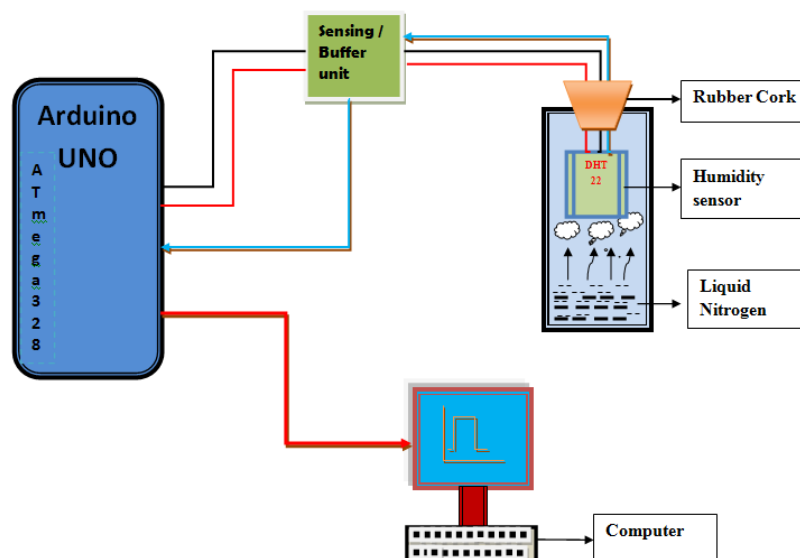 Sensing /
Buffer
unit
Arduino
UNO
A
T
m
e
g
a
3
2
8
Rubber Cork
DHT
22
Humidity
sensor
Liquid
Nitrogen
Computer